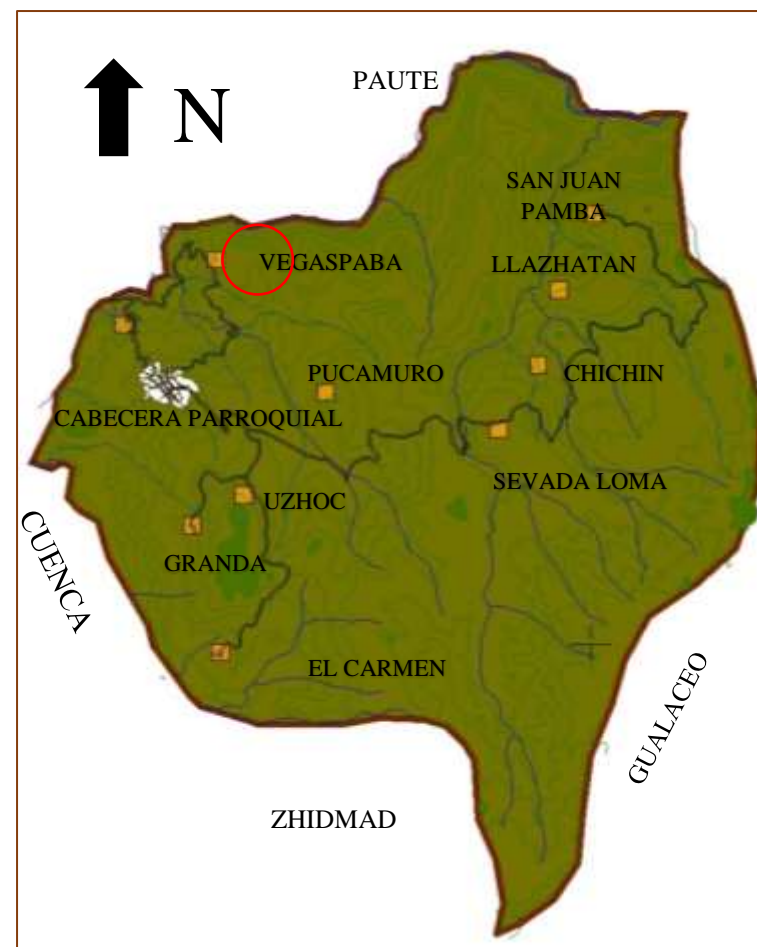 PAUTE
N
SAN JUAN
PAMBA
VEGASPABA
LLAZHATAN
PUCAMURO
CHICHIN
CABECERA PARROQUIAL
SEVADA LOMA
UZHOC
CUENCA
GRANDA
EL CARMEN
GUALACEO
ZHIDMAD